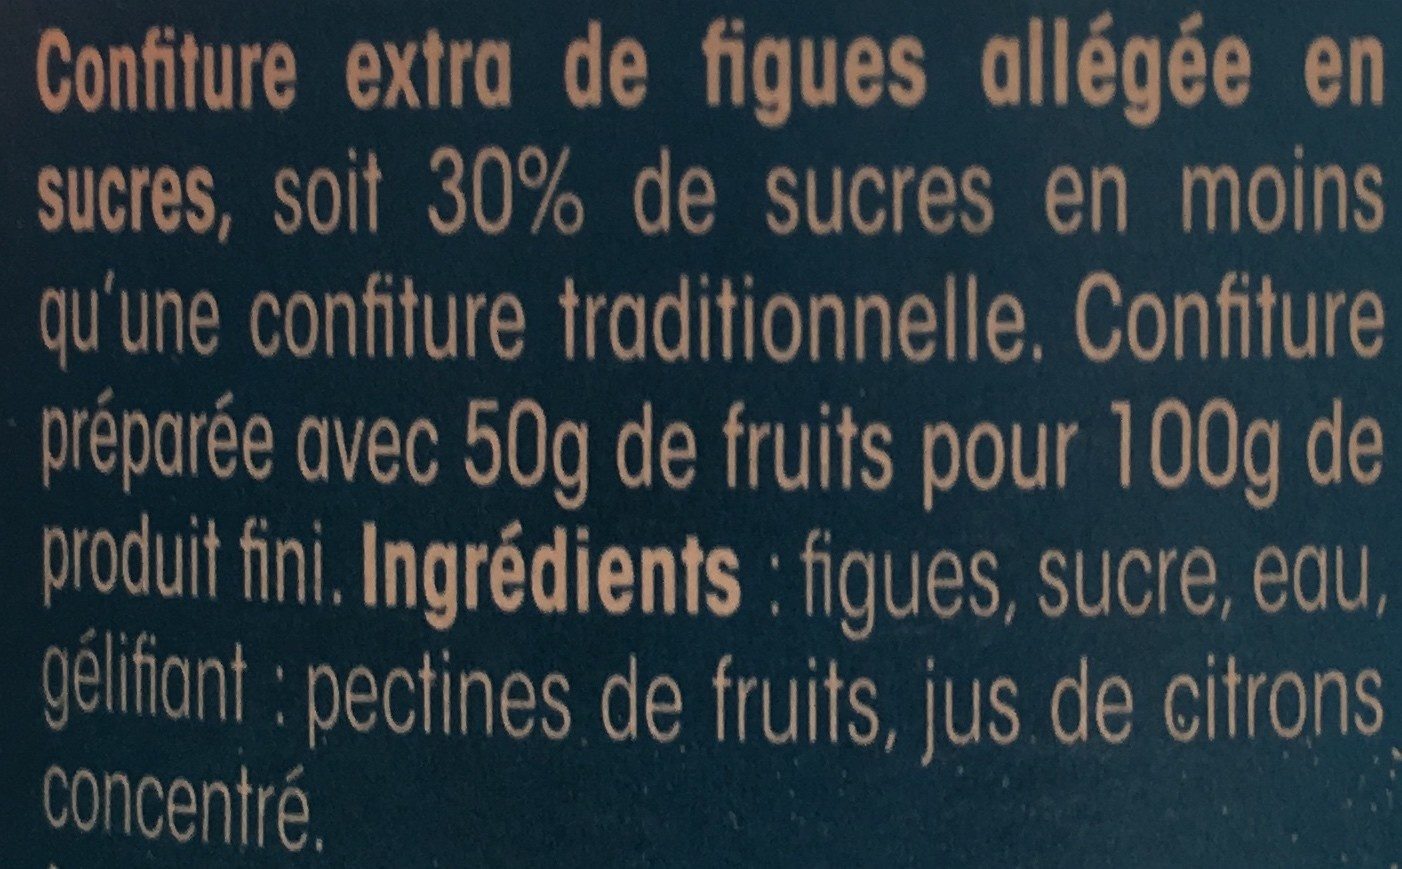 Confiture extra de figues allégée en
sucres, soit 30% de sucres en moins
qu'une confiture traditionnelle. Confiture
préparée avec 50g de fruits pour 100g de
produit fini. Ingrédients : figues, sucre, eau,
gélifiant : pectines de fruits, jus de citrons
concentré.